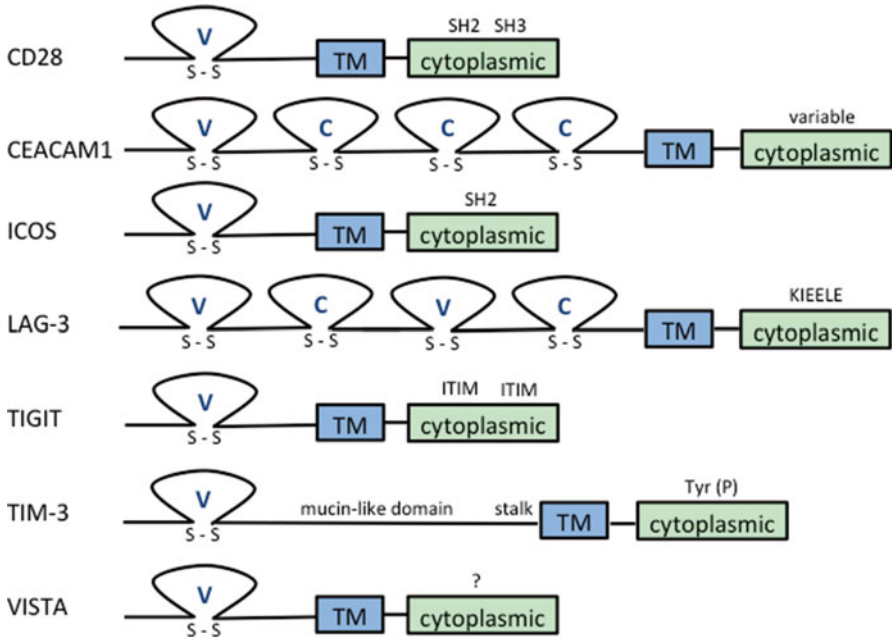 SH2 SH3
V
CD28 S - S TM cytoplasmic
variable
V C C C
CEACAM1 S - S S - S S - S S - S TM cytoplasmic
SH2
V
ICOS S - S TM cytoplasmic
KIEELE
V C V C
LAG-3 S - S S - S S - S S - S TM cytoplasmic
ITIM ITIM
V
TIGIT S - S TM cytoplasmic
Tyr (P)
V mucin-like domain stalk
TIM-3 S - S TM cytoplasmic
?
V
VISTA S - S TM cytoplasmic